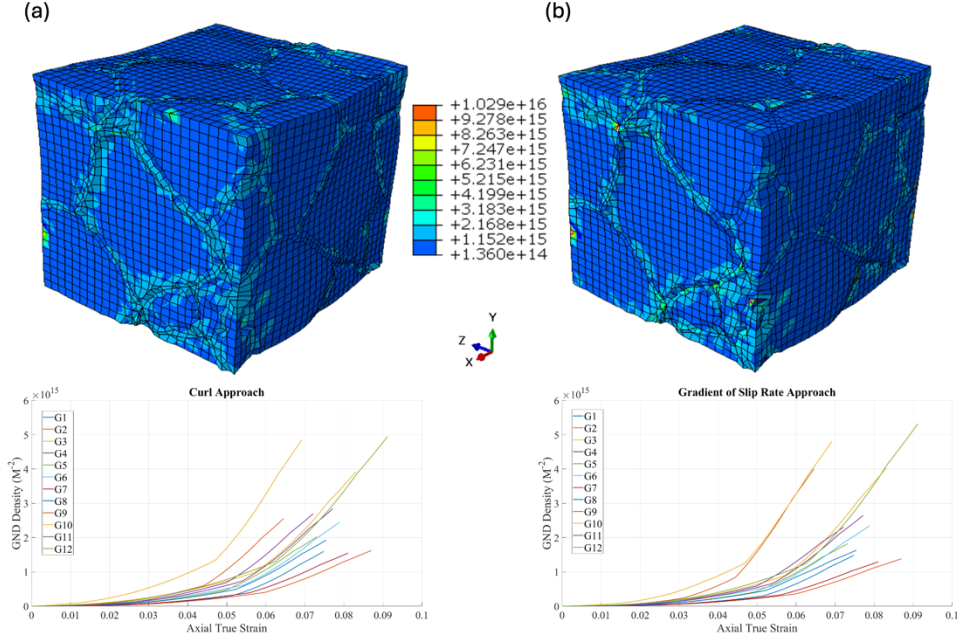 (a)
(b)
+1.029e+16
+9.278e+15
+8.263e+15
+7.247e+15
+6.231e+15
+5.215e+15
+4.199e+15
+3.183e+15
+2.168e+15
+1.152e+15
+1.360e+14
Y
Z
X
Curl Approach
×10^15
GND Density (M^-2)
6
5
4
3
2
1
0
G1
G2
G3
G4
G5
G6
G7
G8
G9
G10
G11
G12
0 0.01 0.02 0.03 0.04 0.05 0.06 0.07 0.08 0.09 0.1
Axial True Strain
Gradient of Slip Rate Approach
×10^15
GND Density (M^-2)
6
5
4
3
2
1
0
G1
G2
G3
G4
G5
G6
G7
G8
G9
G10
G11
G12
0 0.01 0.02 0.03 0.04 0.05 0.06 0.07 0.08 0.09 0.1
Axial True Strain